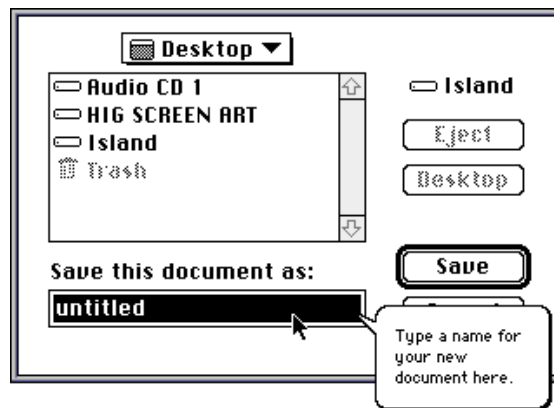 Desktop
Audio CD 1
HIG SCREEN ART
Island
Trash
Island
Eject
Desktop
Save this document as:
untitled
Save
Type a name for
your new
document here.